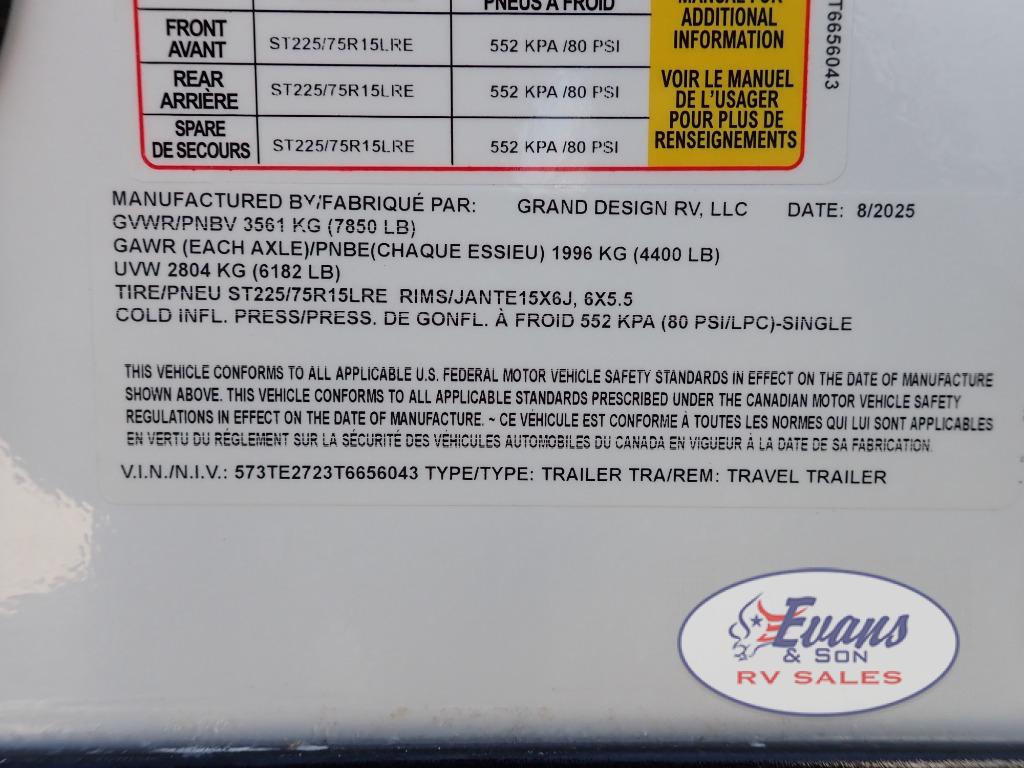 PNEUS À FROID
MANUAL FOR
ADDITIONAL
INFORMATION
FRONT
AVANT
ST225/75R15LRE
552 KPA /80 PSI
REAR
ARRIÈRE
ST225/75R15LRE
552 KPA /80 PSI
SPARE
DE SECOURS
ST225/75R15LRE
552 KPA /80 PSI
VOIR LE MANUEL
DE L'USAGER
POUR PLUS DE
RENSEIGNEMENTS
T6656043
MANUFACTURED BY/FABRIQUÉ PAR: GRAND DESIGN RV, LLC DATE: 8/2025
GVWR/PNBV 3561 KG (7850 LB)
GAWR (EACH AXLE)/PNBE(CHAQUE ESSIEU) 1996 KG (4400 LB)
UVW 2804 KG (6182 LB)
TIRE/PNEU ST225/75R15LRE RIMS/JANTE15X6J, 6X5.5
COLD INFL. PRESS/PRESS. DE GONFL. À FROID 552 KPA (80 PSI/LPC)-SINGLE
THIS VEHICLE CONFORMS TO ALL APPLICABLE U.S. FEDERAL MOTOR VEHICLE SAFETY STANDARDS IN EFFECT ON THE DATE OF MANUFACTURE
SHOWN ABOVE. THIS VEHICLE CONFORMS TO ALL APPLICABLE STANDARDS PRESCRIBED UNDER THE CANADIAN MOTOR VEHICLE SAFETY
REGULATIONS IN EFFECT ON THE DATE OF MANUFACTURE. ~ CE VÉHICULE EST CONFORME À TOUTES LES NORMES QUI LUI SONT APPLICABLES
EN VERTU DU RÉGLEMENT SUR LA SÉCURITÉ DES VÉHICULES AUTOMOBILES DU CANADA EN VIGUEUR À LA DATE DE SA FABRICATION.
V.I.N./N.I.V.: 573TE2723T6656043 TYPE/TYPE: TRAILER TRA/REM: TRAVEL TRAILER
Evans
& SON
RV SALES